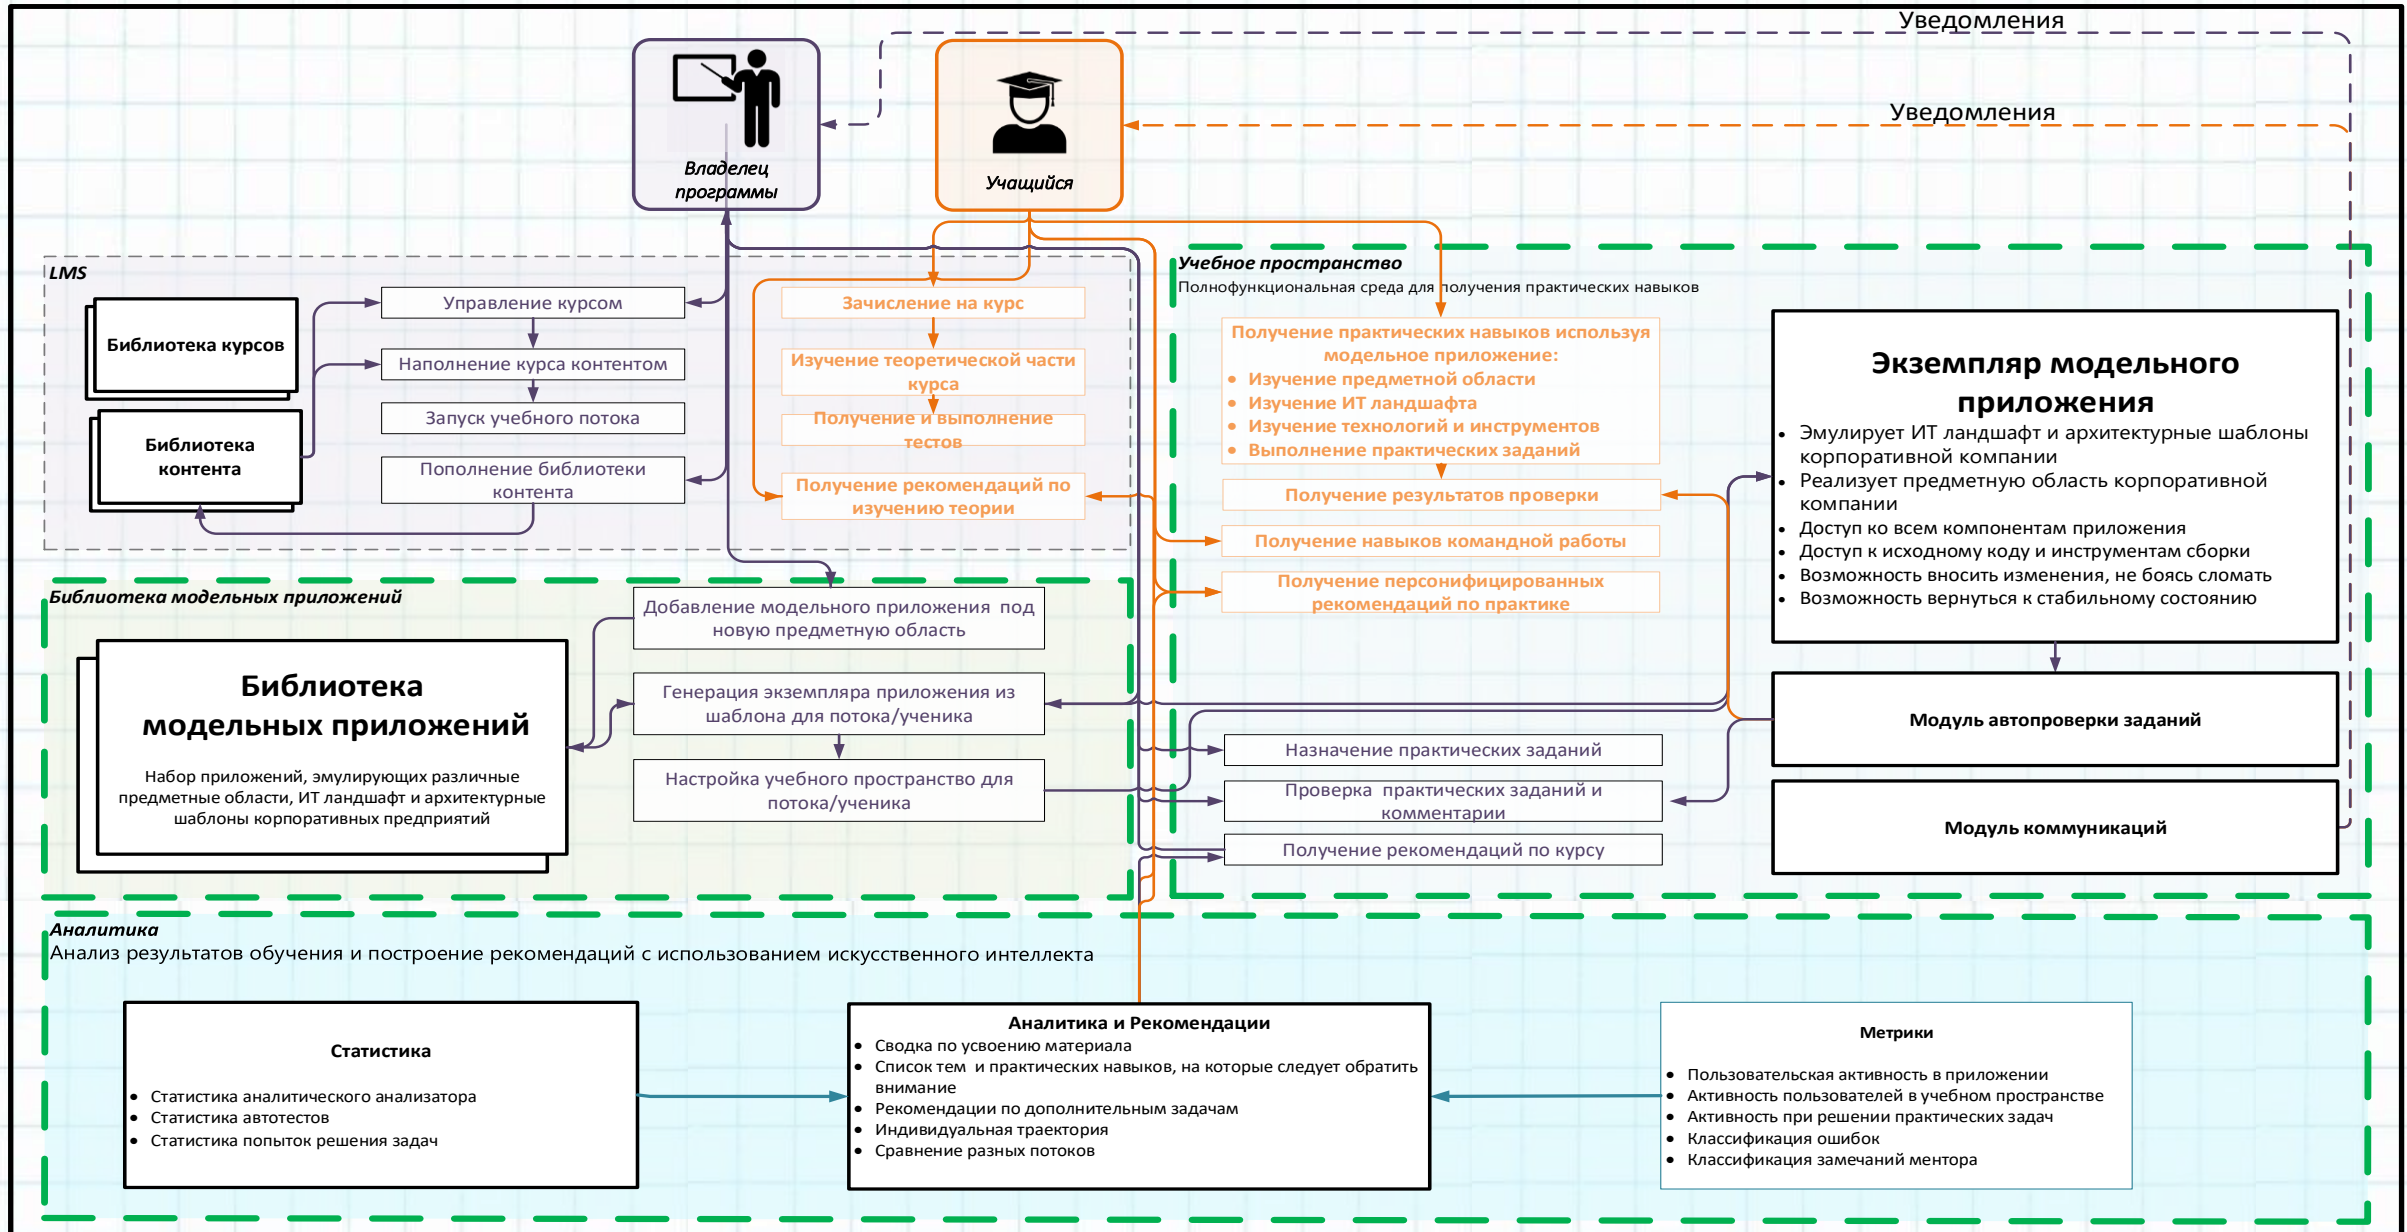 Уведомления
Уведомления
Владелец
программы
Учащийся
LMS
Библиотека курсов
Библиотека
контента
Управление курсом
Наполнение курса контентом
Запуск учебного потока
Пополнение библиотеки
контента
Зачисление на курс
Изучение теоретической части
курса
Получение и выполнение
тестов
Получение рекомендаций по
изучению теории
Учебное пространство
Полнофункциональная среда для получения практических навыков
Получение практических навыков используя
модельное приложение:
• Изучение предметной области
• Изучение ИТ ландшафта
• Изучение технологий и инструментов
• Выполнение практических заданий
Получение результатов проверки
Получение навыков командной работы
Получение персонифицированных
рекомендаций по практике
Экземпляр модельного
приложения
• Эмулирует ИТ ландшафт и архитектурные шаблоны
корпоративной компании
• Реализует предметную область корпоративной
компании
• Доступ ко всем компонентам приложения
• Доступ к исходному коду и инструментам сборки
• Возможность вносить изменения, не боясь сломать
• Возможность вернуться к стабильному состоянию
Модуль автопроверки заданий
Модуль коммуникаций
Назначение практических заданий
Проверка практических заданий и
комментарии
Получение рекомендаций по курсу
Библиотека модельных приложений
Библиотека
модельных приложений
Набор приложений, эмулирующих различные
предметные области, ИТ ландшафт и архитектурные
шаблоны корпоративных предприятий
Добавление модельного приложения под
новую предметную область
Генерация экземпляра приложения из
шаблона для потока/ученика
Настройка учебного пространство для
потока/ученика
Аналитика
Анализ результатов обучения и построение рекомендаций с использованием искусственного интеллекта
Статистика
• Статистика аналитического анализатора
• Статистика автотестов
• Статистика попыток решения задач
Аналитика и Рекомендации
• Сводка по усвоению материала
• Список тем и практических навыков, на которые следует обратить
внимание
• Рекомендации по дополнительным задачам
• Индивидуальная траектория
• Сравнение разных потоков
Метрики
• Пользовательская активность в приложении
• Активность пользователей в учебном пространстве
• Активность при решении практических задач
• Классификация ошибок
• Классификация замечаний ментора